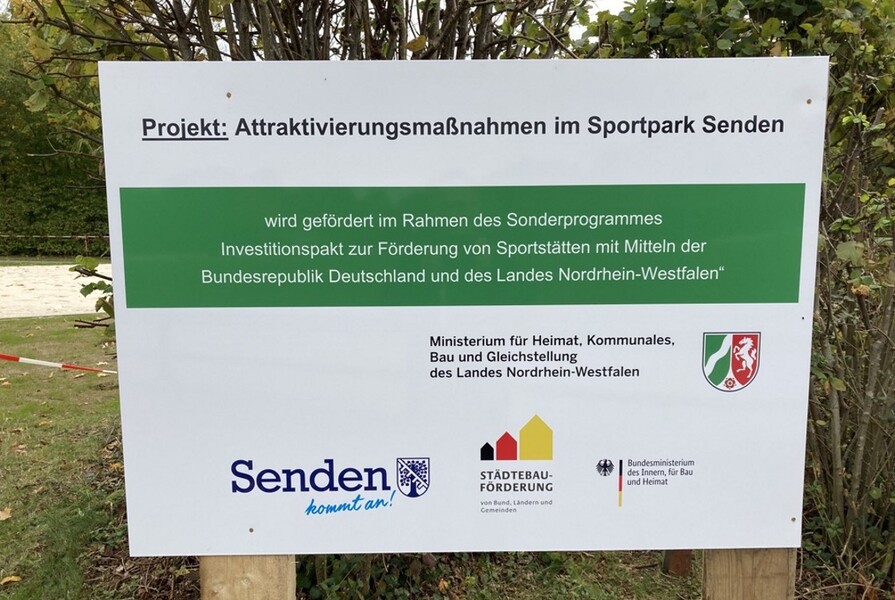 Projekt: Attraktivierungsmaßnahmen im Sportpark Senden
wird gefördert im Rahmen des Sonderprogrammes
Investitionspakt zur Förderung von Sportstätten mit Mitteln der
Bundesrepublik Deutschland und des Landes Nordrhein-Westfalen“
Ministerium für Heimat, Kommunales,
Bau und Gleichstellung
des Landes Nordrhein-Westfalen
Senden
kommt an!
STÄDTEBAU-
FÖRDERUNG
von Bund, Ländern und
Gemeinden
Bundesministerium
des Innern, für Bau
und Heimat